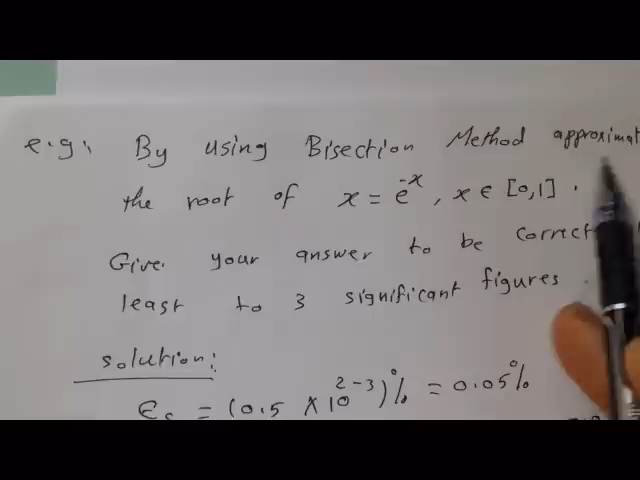 e.g: By using Bisection Method approximat
the root of x = e^-x, x ∈ [0,1].
Give your answer to be correct
least to 3 significant figures.
solution:
Es = (0.5 × 10^2-3)% = 0.05%